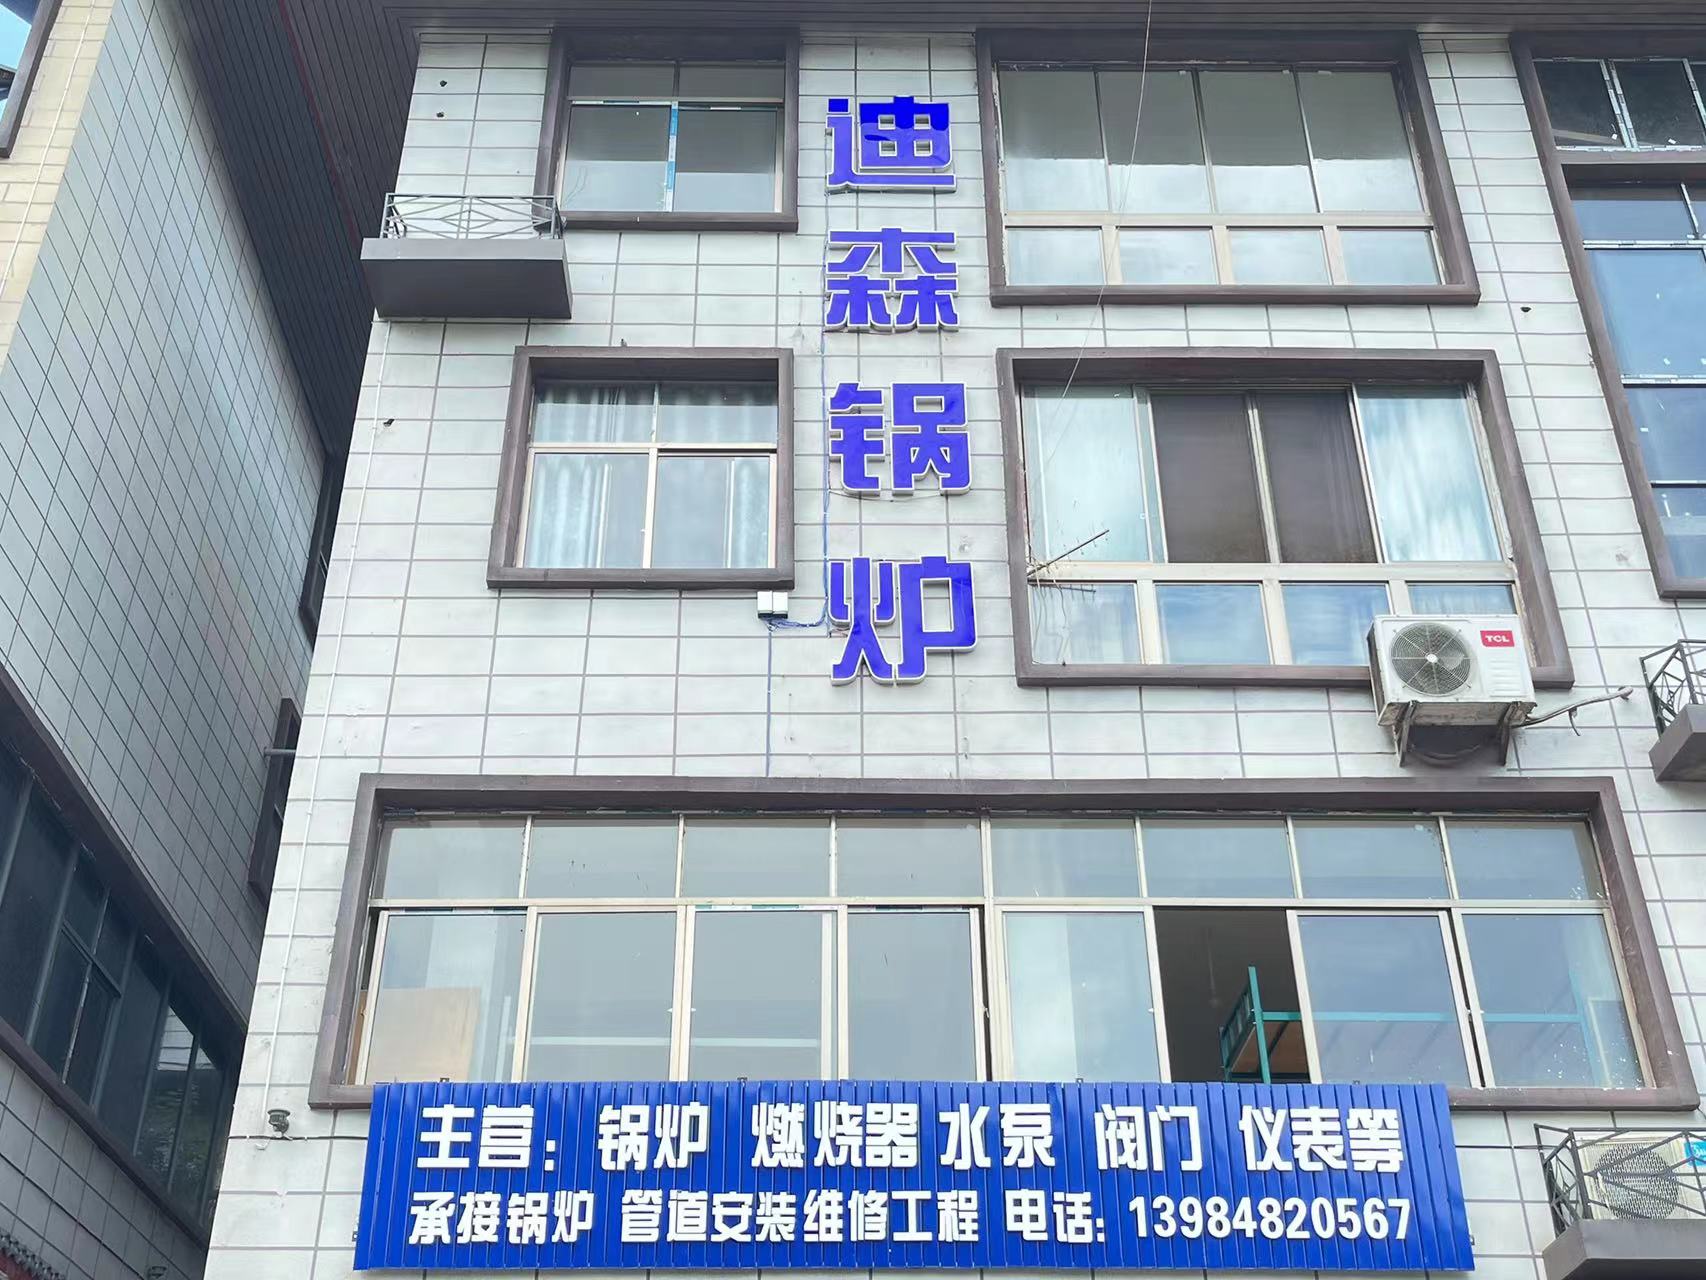 迪森锅炉
TCL
主营：锅炉 燃烧器 水泵 阀门 仪表等
承接锅炉 管道安装维修工程 电话：13984820567